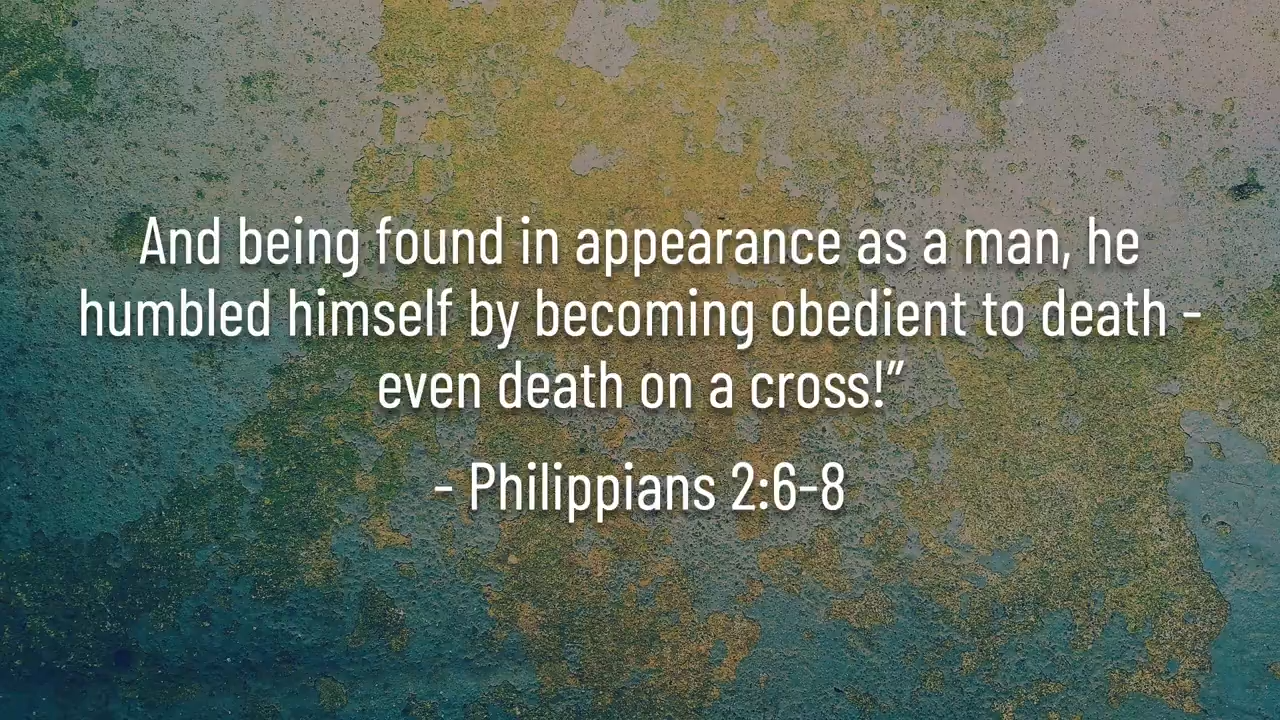 And being found in appearance as a man, he
humbled himself by becoming obedient to death -
even death on a cross!”
- Philippians 2:6-8